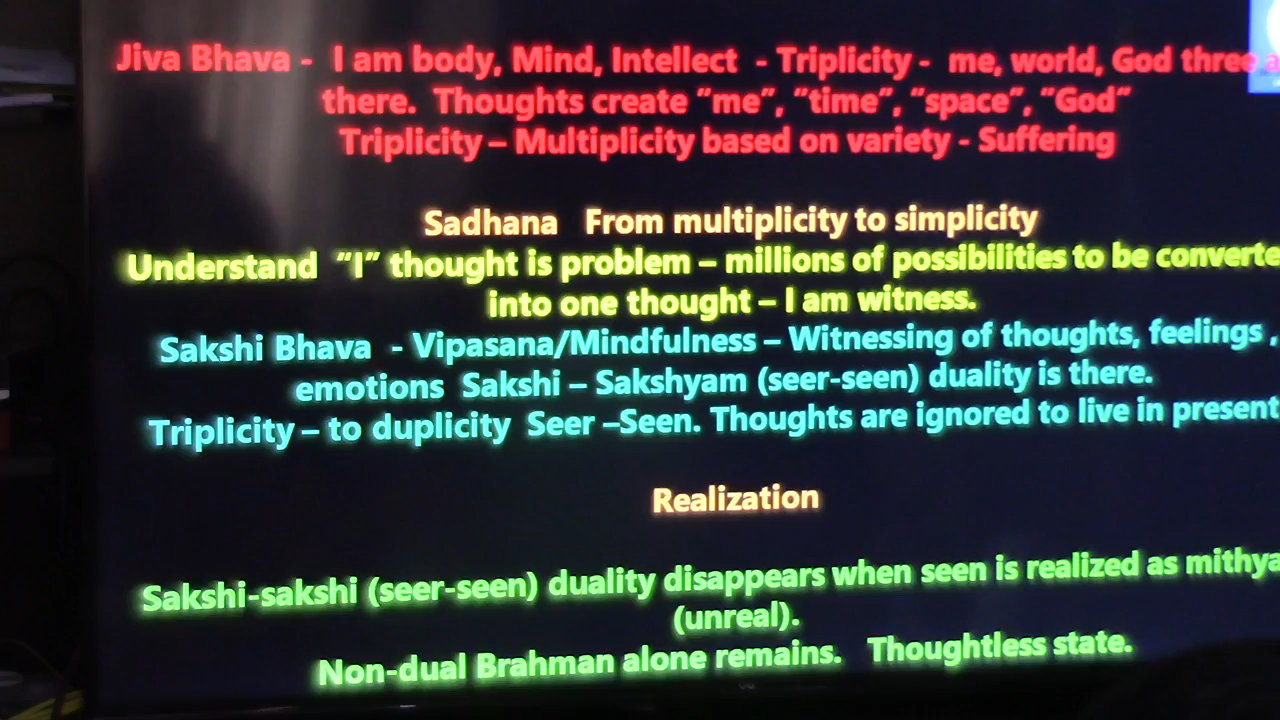 Jiva Bhava - I am body, Mind, Intellect - Triplicity - me, world, God three
there. Thoughts create "me", "time", "space", "God"
Triplicity – Multiplicity based on variety - Suffering
Sadhana From multiplicity to simplicity
Understand "I" thought is problem – millions of possibilities to be converte
into one thought – I am witness.
Sakshi Bhava - Vipasana/Mindfulness – Witnessing of thoughts, feelings ,
emotions Sakshi – Sakshyam (seer-seen) duality is there.
Triplicity – to duplicity Seer –Seen. Thoughts are ignored to live in present
Realization
Sakshi-sakshi (seer-seen) duality disappears when seen is realized as mithya
(unreal).
Non-dual Brahman alone remains. Thoughtless state.